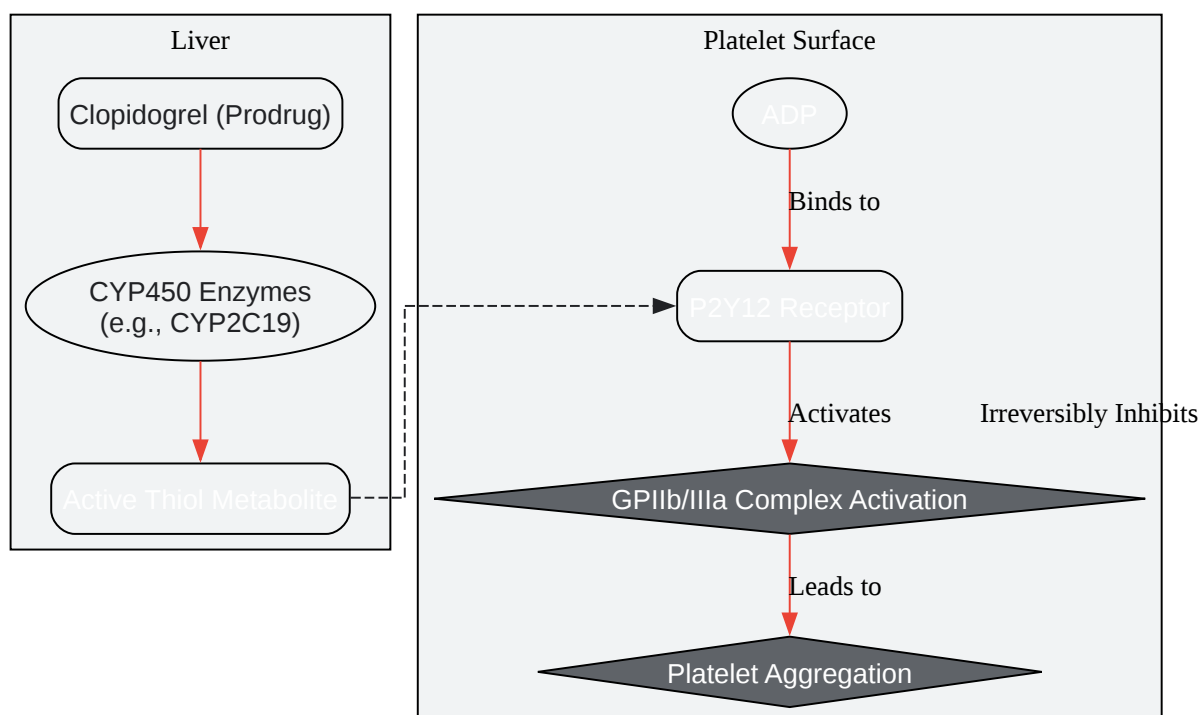 Liver
Clopidogrel (Prodrug)
CYP450 Enzymes
(e.g., CYP2C19)
Active Thiol Metabolite
Platelet Surface
ADP
Binds to
P2Y12 Receptor
Activates
Irreversibly Inhibits
GPIIb/IIIa Complex Activation
Leads to
Platelet Aggregation